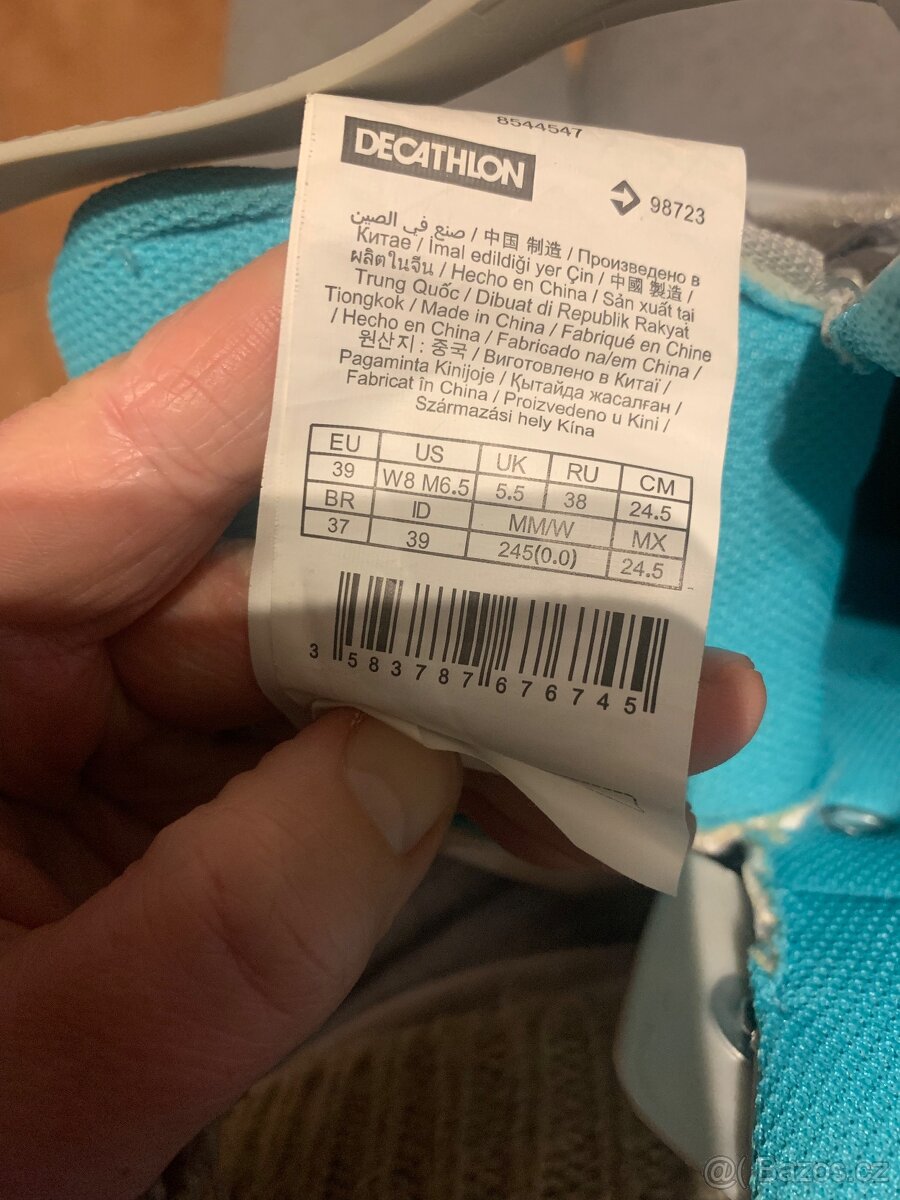 8544547
DECATHLON
98723
صنع في الصين / 中国 制造 / Произведено в
Китае / İmal edildiği yer Çin / 中國 製造 /
ผลิตในจีน / Hecho en China / Sản xuất tại
Trung Quốc / Dibuat di Republik Rakyat
Tiongkok / Made in China / Fabriqué en Chine
/ Hecho en China / Fabricado na/em China /
원산지 : 중국 / Виготовлено в Китаї /
Pagaminta Kinijoje / Қытайда жасалған /
Fabricat în China / Proizvedeno u Kini /
Származási hely Kína
EU US UK RU CM
39 W8 M6.5 5.5 38 24.5
BR ID MM/W MX
37 39 245(0.0) 24.5
3 583787 676745
@ Bazos.cz